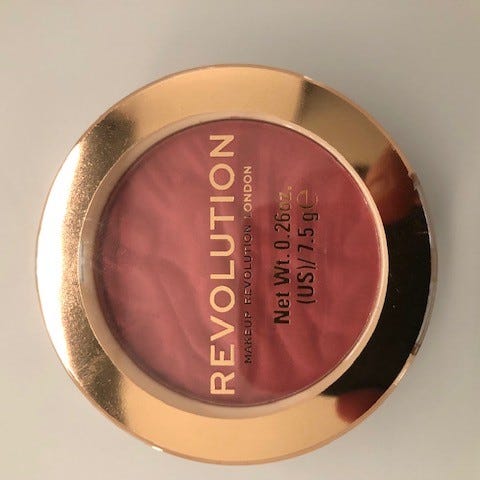 REVOLUTION
MAKEUP REVOLUTION LONDON
Net Wt. 0.26oz.
(US)/ 7.5 g ℮